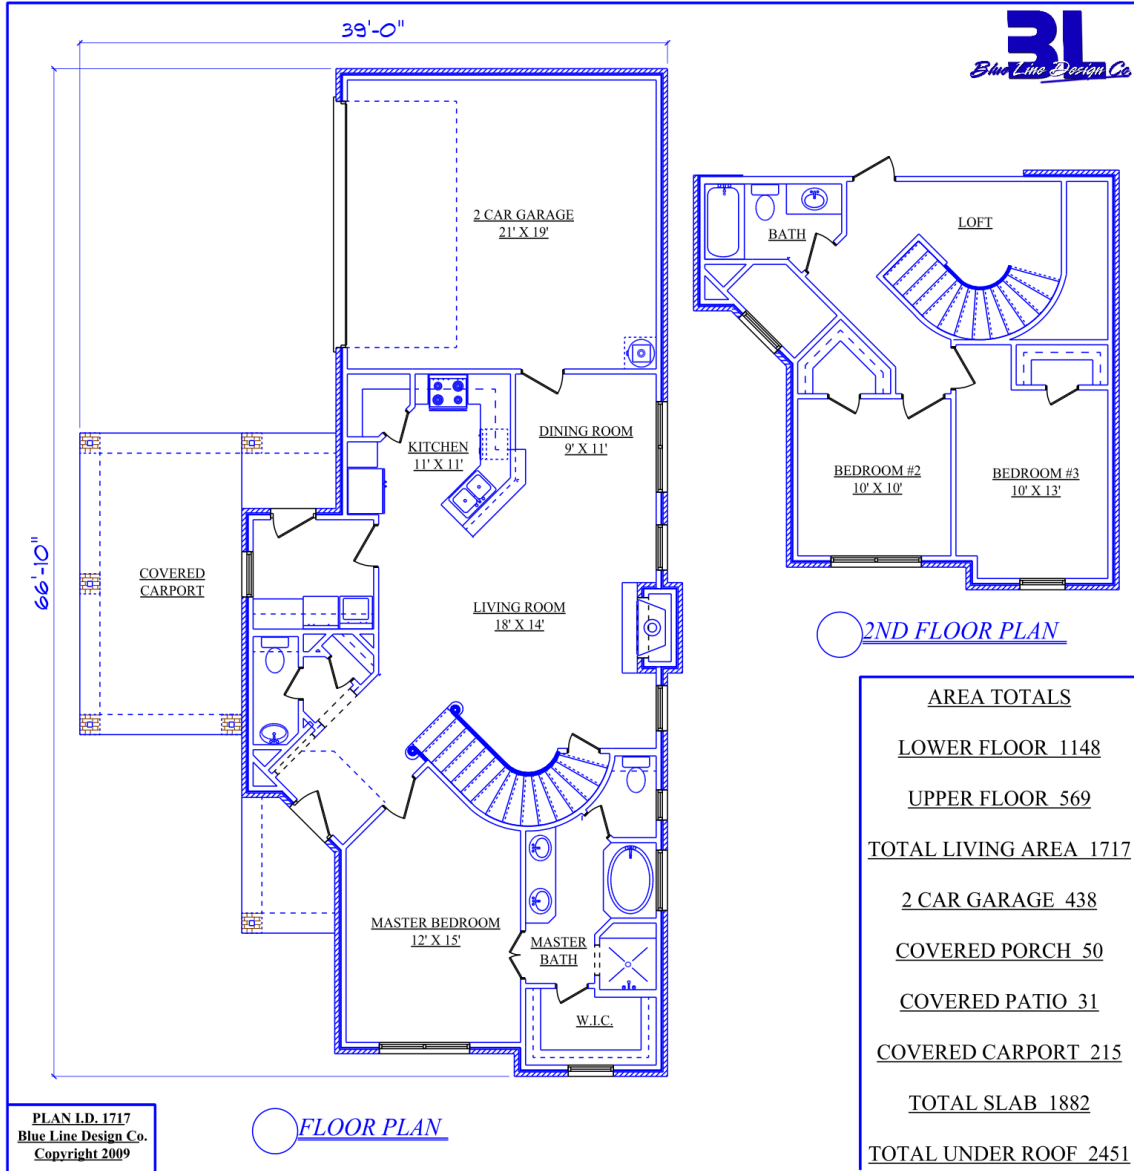 39'-0"
BL
Blue Line Design Co.
66'-10"
2 CAR GARAGE
21' X 19'
KITCHEN
11' X 11'
DINING ROOM
9' X 11'
COVERED
CARPORT
LIVING ROOM
18' X 14'
MASTER BEDROOM
12' X 15'
MASTER
BATH
W.I.C.
FLOOR PLAN
BATH
LOFT
BEDROOM #2
10' X 10'
BEDROOM #3
10' X 13'
2ND FLOOR PLAN
AREA TOTALS
LOWER FLOOR 1148
UPPER FLOOR 569
TOTAL LIVING AREA 1717
2 CAR GARAGE 438
COVERED PORCH 50
COVERED PATIO 31
COVERED CARPORT 215
TOTAL SLAB 1882
TOTAL UNDER ROOF 2451
PLAN I.D. 1717
Blue Line Design Co.
Copyright 2009